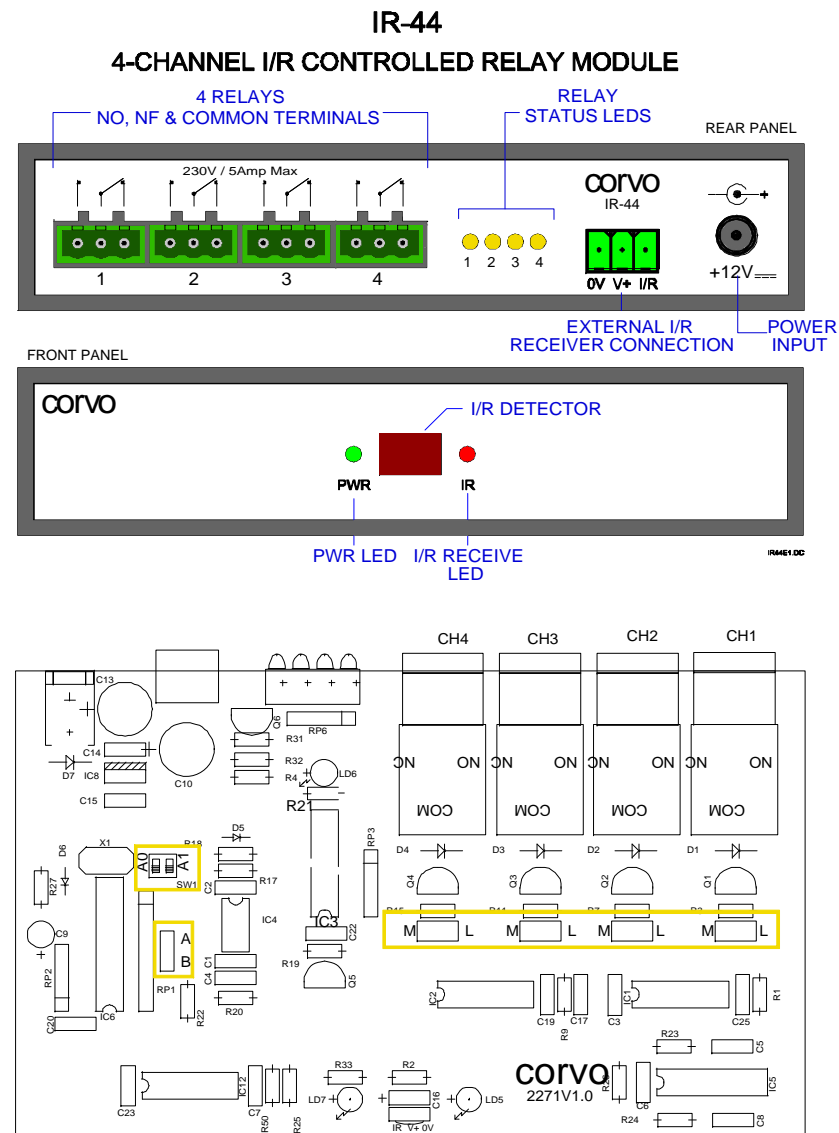 IR-44
4-CHANNEL I/R CONTROLLED RELAY MODULE
4 RELAYS
NO, NF & COMMON TERMINALS
RELAY
STATUS LEDS
REAR PANEL
230V / 5Amp Max
corvo
IR-44
+
1 2 3 4
1 2 3 4
0V V+ I/R
+12V
EXTERNAL I/R
RECEIVER CONNECTION
POWER
INPUT
FRONT PANEL
corvo
I/R DETECTOR
PWR
IR
PWR LED
I/R RECEIVE
LED
IR44E1.DC
CH4 CH3 CH2 CH1
C13
+ + + +
+
+
Q6
RP6
R31
C14
+
R32
D7
IC8
C10
R4
+
LD6
NC NO NC NO NC NO NC NO
C15
R21
COM COM COM COM
X1
R18
D5
RP3
D4 D3 D2 D1
D6
A0 A1
SW1
R27
C2
R17
Q4 Q3 Q2 Q1
IC4
R15 R11 R7 R3
C9
+
A
B
IC3
C22
M L M L M L M L
RP2
C1
R19
C4
Q5
RP1
IC6
R22
R20
IC2
C19
R9
C17
C3
IC1
C25
R1
C20
R23
C5
R33
R2
corvo
2271V1.0
IC12
C23
C7
R50
R25
LD7
+
+
C16
+
LD5
IR V+ 0V
C6
IC5
R24
C8